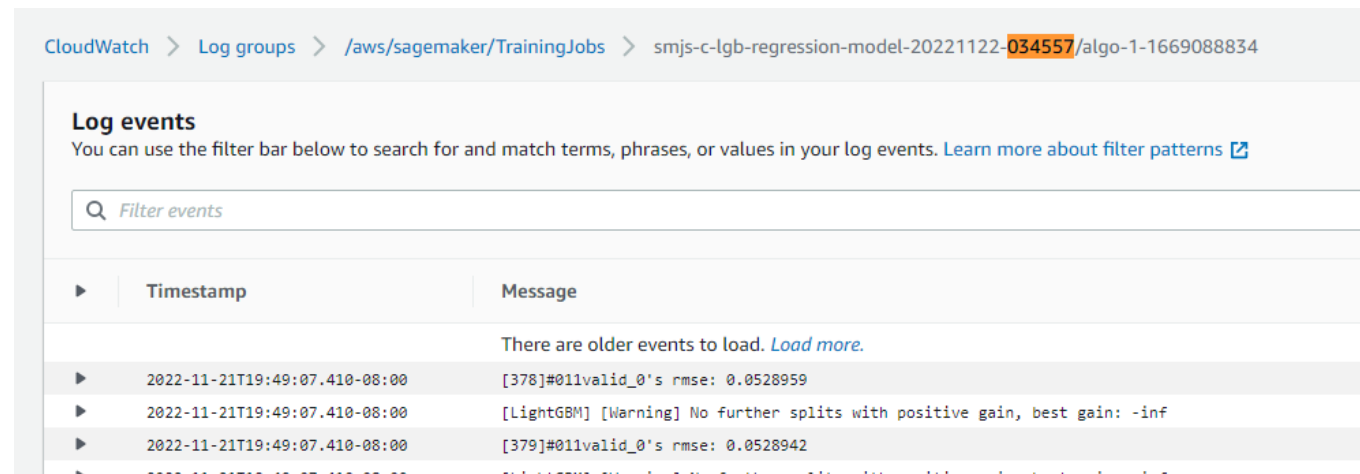 CloudWatch > Log groups > /aws/sagemaker/TrainingJobs > smjs-c-lgb-regression-model-20221122-034557/algo-1-1669088834
Log events
You can use the filter bar below to search for and match terms, phrases, or values in your log events. Learn more about filter patterns
Filter events
Timestamp Message
There are older events to load. Load more.
2022-11-21T19:49:07.410-08:00 [378]#011valid_0's rmse: 0.0528959
2022-11-21T19:49:07.410-08:00 [LightGBM] [Warning] No further splits with positive gain, best gain: -inf
2022-11-21T19:49:07.410-08:00 [379]#011valid_0's rmse: 0.0528942